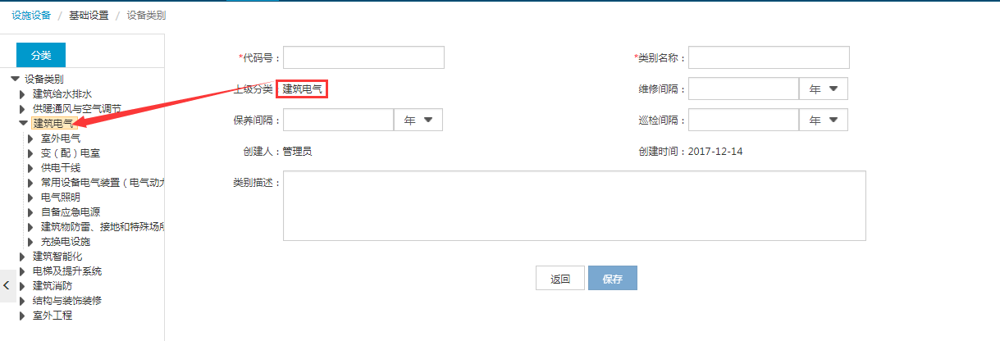 设施设备 / 基础设置 / 设备类别
分类
设备类别
建筑给水排水
供暖通风与空气调节
建筑电气
室外电气
变（配）电室
供电干线
常用设备电气装置（电气动力
电气照明
自备应急电源
建筑物防雷、接地和特殊场所
充换电设施
建筑智能化
电梯及提升系统
建筑消防
结构与装饰装修
室外工程
*代码号：
*类别名称：
上级分类：建筑电气
维修间隔： 年
保养间隔： 年
巡检间隔： 年
创建人：管理员
创建时间：2017-12-14
类别描述：
返回 保存